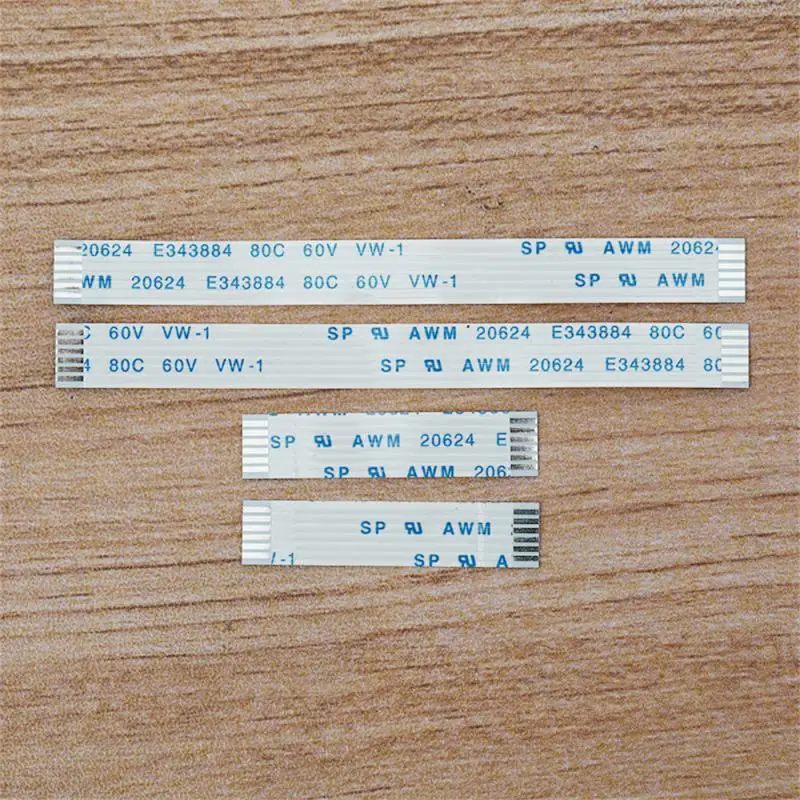 20624 E343884 80C 60V VW-1 SP AWM 2062
WM 20624 E343884 80C 60V VW-1 SP AWM
C 60V VW-1 SP AWM 20624 E343884 80C 60
4 80C 60V VW-1 SP AWM 20624 E343884 80C
SP AWM 20624 E
SP AWM 206
SP AWM
/-1 SP A